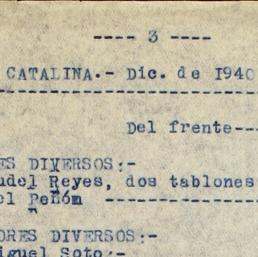 ---- 3 ----
CATALINA.- Dic. de 1940
Del frente--
ES DIVERSOS:-
udel Reyes, dos tablones
el Peñóm ----------------
ORES DIVERSOS:-
iguel Soto:-